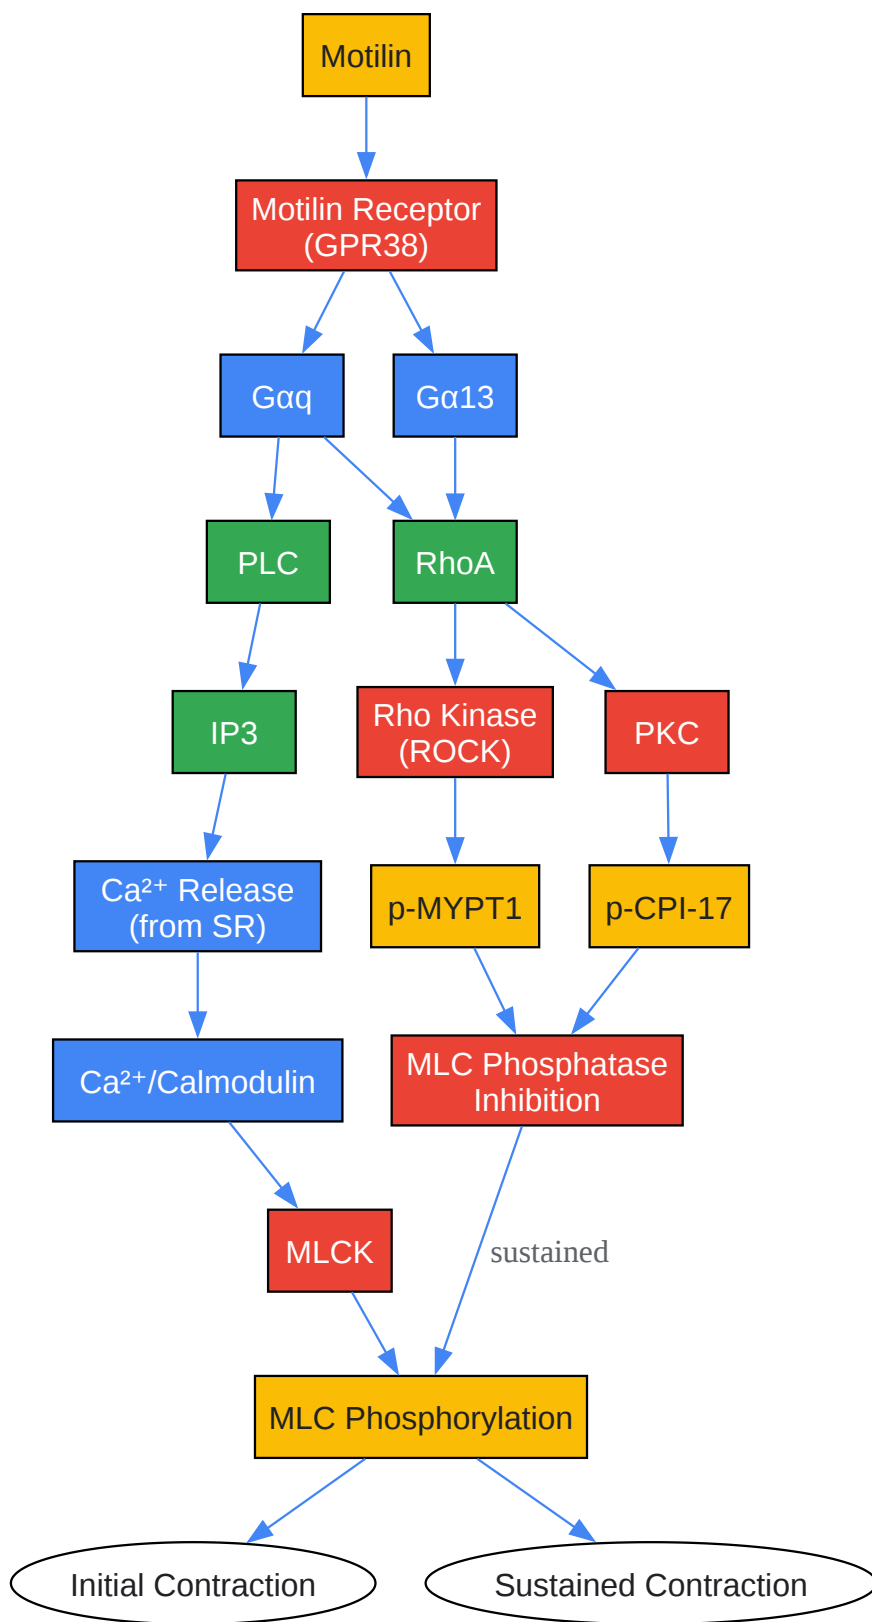 Motilin
Motilin Receptor
(GPR38)
Gαq
Gα13
PLC
RhoA
IP3
Rho Kinase
(ROCK)
PKC
Ca²⁺ Release
(from SR)
p-MYPT1
p-CPI-17
Ca²⁺/Calmodulin
MLC Phosphatase
Inhibition
MLCK
sustained
MLC Phosphorylation
Initial Contraction
Sustained Contraction